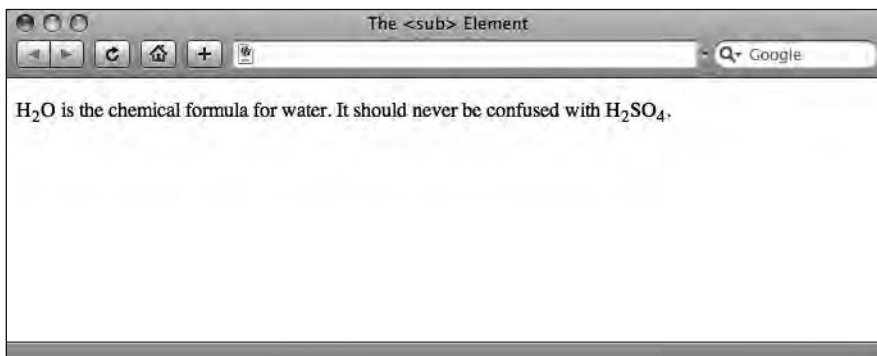 The <sub> Element
Google
H₂O is the chemical formula for water. It should never be confused with H₂SO₄.